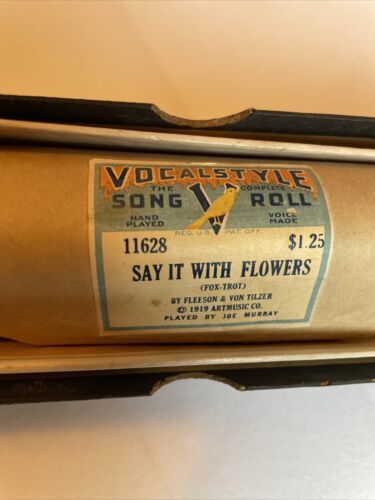 VOCALSTYLE
THE COMPLETE
SONG V ROLL
HAND PLAYED VOICE MADE
REG. U.S. PAT. OFF.
11628 $1.25
SAY IT WITH FLOWERS
(FOX-TROT)
BY FLEESON & VON TILZER
© 1919 ARTMUSIC CO.
PLAYED BY JOE MURRAY